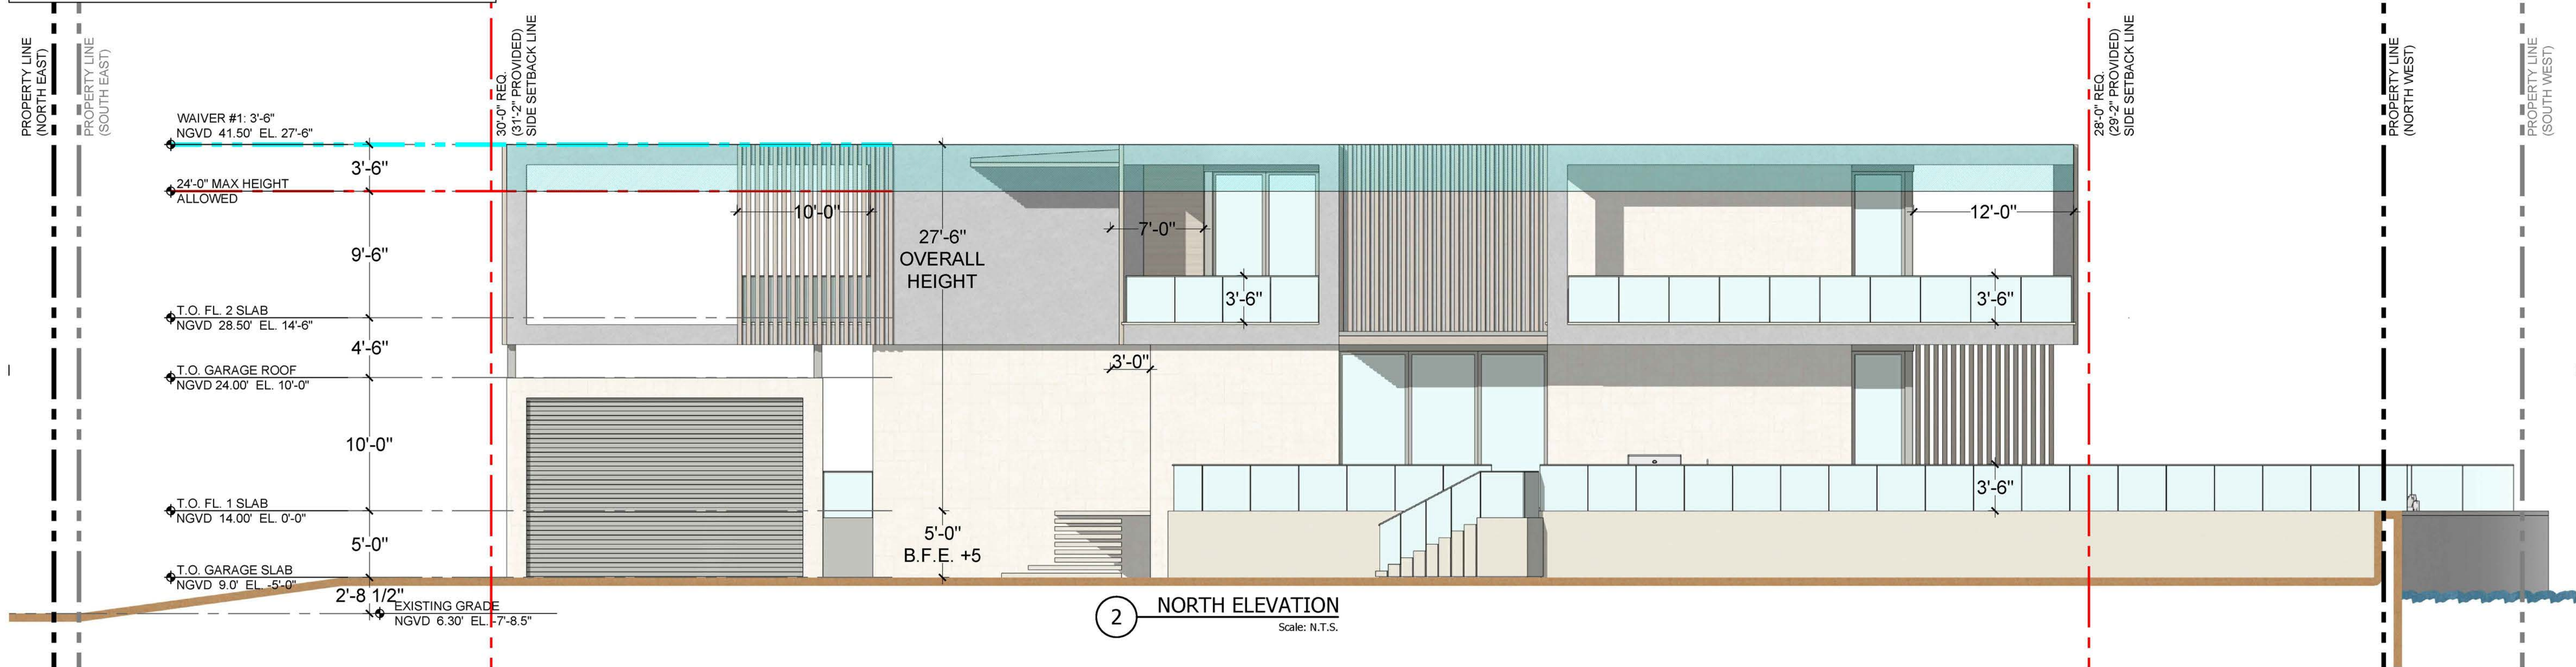 PROPERTY LINE
(NORTH EAST)
PROPERTY LINE
(SOUTH EAST)
30'-0" REQ.
(31'-2" PROVIDED)
SIDE SETBACK LINE
28'-0" REQ.
(29'-2" PROVIDED)
SIDE SETBACK LINE
PROPERTY LINE
(NORTH WEST)
PROPERTY LINE
(SOUTH WEST)
WAIVER #1: 3'-6"
NGVD 41.50' EL. 27'-6"
3'-6"
24'-0" MAX HEIGHT
ALLOWED
10'-0"
7'-0"
12'-0"
9'-6"
27'-6"
OVERALL
HEIGHT
3'-6"
3'-6"
T.O. FL. 2 SLAB
NGVD 28.50' EL. 14'-6"
4'-6"
3'-0"
T.O. GARAGE ROOF
NGVD 24.00' EL. 10'-0"
10'-0"
3'-6"
T.O. FL. 1 SLAB
NGVD 14.00' EL. 0'-0"
5'-0"
5'-0"
B.F.E. +5
T.O. GARAGE SLAB
NGVD 9.0' EL. -5'-0"
2'-8 1/2"
EXISTING GRADE
NGVD 6.30' EL. -7'-8.5"
2
NORTH ELEVATION
Scale: N.T.S.